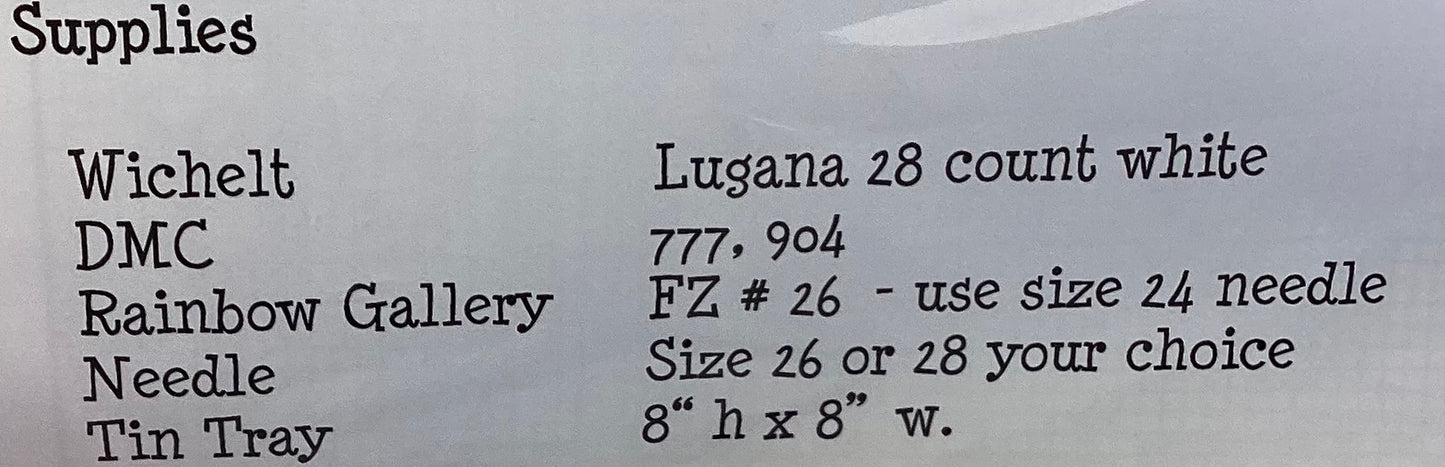 Supplies
Wichelt Lugana 28 count white
DMC 777, 904
Rainbow Gallery FZ # 26 - use size 24 needle
Needle Size 26 or 28 your choice
Tin Tray 8“ h x 8” w.